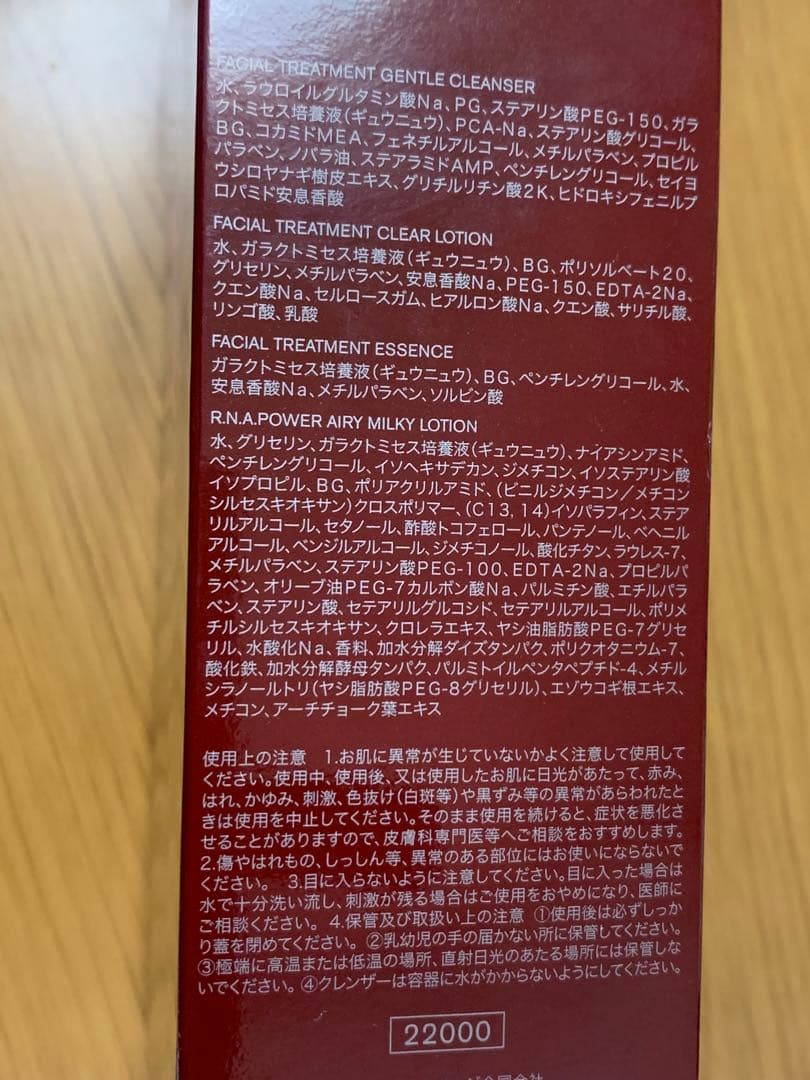 FACIAL TREATMENT GENTLE CLEANSER
水、ラウロイルグルタミン酸Na、PG、ステアリン酸PEG-150、ガラ
クトミセス培養液(ギュウニュウ)、PCA-Na、ステアリン酸グリコール、
BG、コカミドMEA、フェネチルアルコール、メチルパラベン、プロピル
パラベン、ノバラ油、ステアラミドAMP、ペンチレングリコール、セイヨ
ウシロヤナギ樹皮エキス、グリチルリチン酸2K、ヒドロキシフェニルプ
ロパミド安息香酸
FACIAL TREATMENT CLEAR LOTION
水、ガラクトミセス培養液(ギュウニュウ)、BG、ポリソルベート20、
グリセリン、メチルパラベン、安息香酸Na、PEG-150、EDTA-2Na、
クエン酸Na、セルロースガム、ヒアルロン酸Na、クエン酸、サリチル酸、
リンゴ酸、乳酸
FACIAL TREATMENT ESSENCE
ガラクトミセス培養液(ギュウニュウ)、BG、ペンチレングリコール、水、
安息香酸Na、メチルパラベン、ソルビン酸
R.N.A.POWER AIRY MILKY LOTION
水、グリセリン、ガラクトミセス培養液(ギュウニュウ)、ナイアシンアミド、
ペンチレングリコール、イソヘキサデカン、ジメチコン、イソステアリン酸
イソプロピル、BG、ポリアクリルアミド、(ビニルジメチコン/メチコン
シルセスキオキサン)クロスポリマー、(C13,14)イソパラフィン、ステア
リルアルコール、セタノール、酢酸トコフェロール、パンテノール、ベヘニル
アルコール、ベンジルアルコール、ジメチコノール、酸化チタン、ラウレス-7、
メチルパラベン、ステアリン酸PEG-100、EDTA-2Na、プロピルパ
ラベン、オリーブ油PEG-7カルボン酸Na、パルミチン酸、エチルパラ
ベン、ステアリン酸、セテアリルグルコシド、セテアリルアルコール、ポリメ
チルシルセスキオキサン、クロレラエキス、ヤシ油脂肪酸PEG-7グリセ
リル、水酸化Na、香料、加水分解ダイズタンパク、ポリクオタニウム-7、
酸化鉄、加水分解酵母タンパク、パルミトイルペンタペプチド-4、メチル
シラノールトリ(ヤシ脂肪酸PEG-8グリセリル)、エゾウコギ根エキス、
メチコン、アーチチョーク葉エキス
使用上の注意 1.お肌に異常が生じていないかよく注意して使用して
ください。使用中、使用後、又は使用したお肌に日光があたって、赤み、
はれ、かゆみ、刺激、色抜け(白斑等)や黒ずみ等の異常があらわれたと
きは使用を中止してください。そのまま使用を続けると、症状を悪化さ
せることがありますので、皮膚科専門医等へご相談をおすすめします。
2.傷やはれもの、しっしん等、異常のある部位にはお使いにならないで
ください。 3.目に入らないように注意してください。目に入った場合は
水で十分洗い流し、刺激が残る場合はご使用をおやめになり、医師に
ご相談ください。 4.保管及び取扱い上の注意 ①使用後は必ずしっか
り蓋を閉めてください。 ②乳幼児の手の届かない所に保管してください。
③極端に高温または低温の場所、直射日光のあたる場所には保管しな
いでください。 ④クレンザーは容器に水がかからないようにしてください。
22000